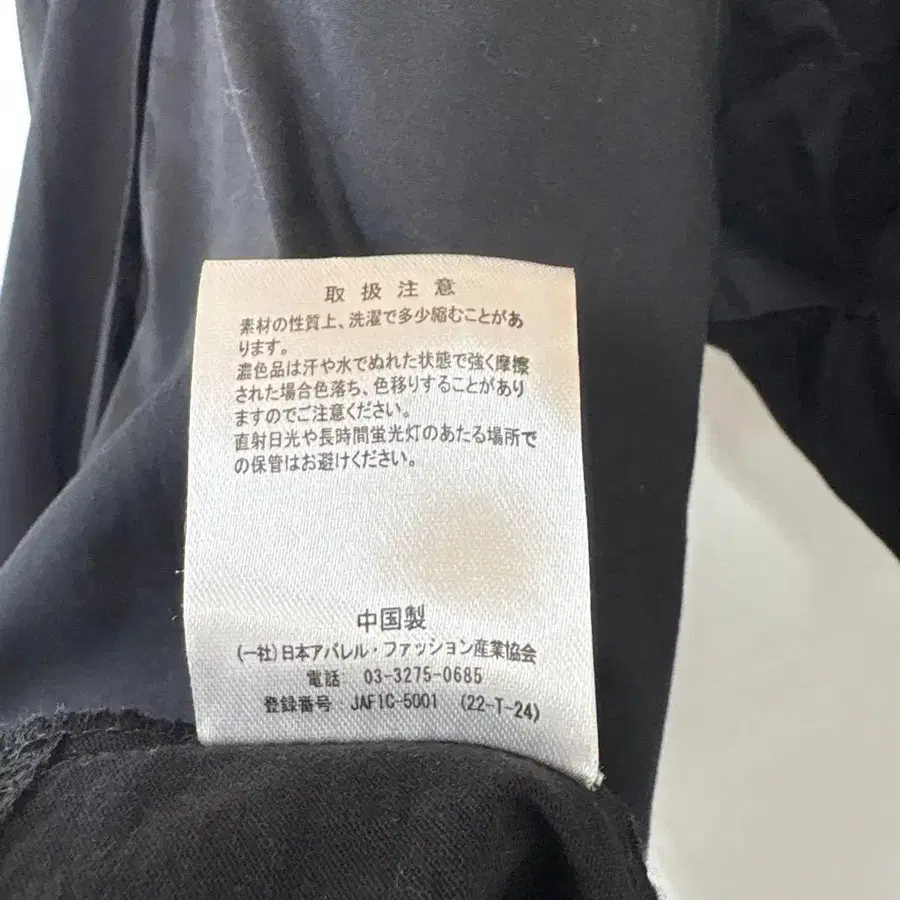 取扱注意
素材の性質上、洗濯で多少縮むことがあ
ります。
濃色品は汗や水でぬれた状態で強く摩擦
された場合色落ち、色移りすることがあり
ますのでご注意ください。
直射日光や長時間蛍光灯のあたる場所で
の保管はお避けください。
中国製
(一社)日本アパレル・ファッション産業協会
電話 03-3275-0685
登録番号 JAFIC-5001 (22-T-24)